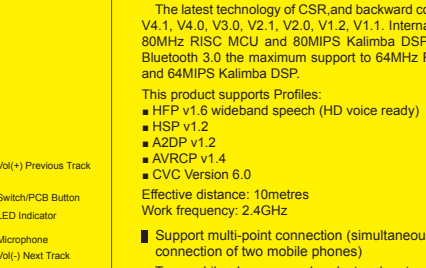 The latest technology of CSR,and backward
V4.1, V4.0, V3.0, V2.1, V2.0, V1.2, V1.1.
80MHz RISC MCU and 80MIPS Kalimba DSP
Bluetooth 3.0 the maximum support to 64MHz
and 64MIPS Kalimba DSP.
This product supports Profiles:
■ HFP v1.6 wideband speech (HD voice ready)
■ HSP v1.2
■ A2DP v1.2
■ AVRCP v1.4
■ CVC Version 6.0
Effective distance: 10metres
Work frequency: 2.4GHz
Support multi-point connection
connection of two mobile phones)
Vol(+) Previous Track
Switch/PCB Button
LED Indicator
Microphone
Vol(-) Next Track